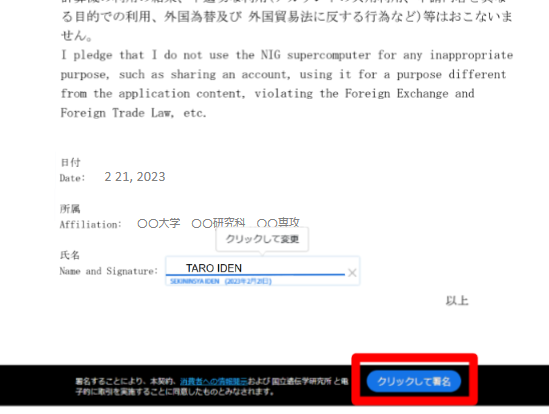 る目的での利用、外国為替及び 外国貿易法に反する行為など)等はおこないま
せん。
I pledge that I do not use the NIG supercomputer for any inappropriate
purpose, such as sharing an account, using it for a purpose different
from the application content, violating the Foreign Exchange and
Foreign Trade Law, etc.
日付
Date: 2 21, 2023
所属
Affiliation: 〇〇大学 〇〇研究科 〇〇専攻
クリックして変更
氏名
Name and Signature: TARO IDEN
SEKININSYA IDEN (2023年2月20日)
以上
署名することにより、本契約、消費者への情報開示および 国立遺伝学研究所 と電
子的に取引を実施することに同意したものとみなされます。
クリックして署名